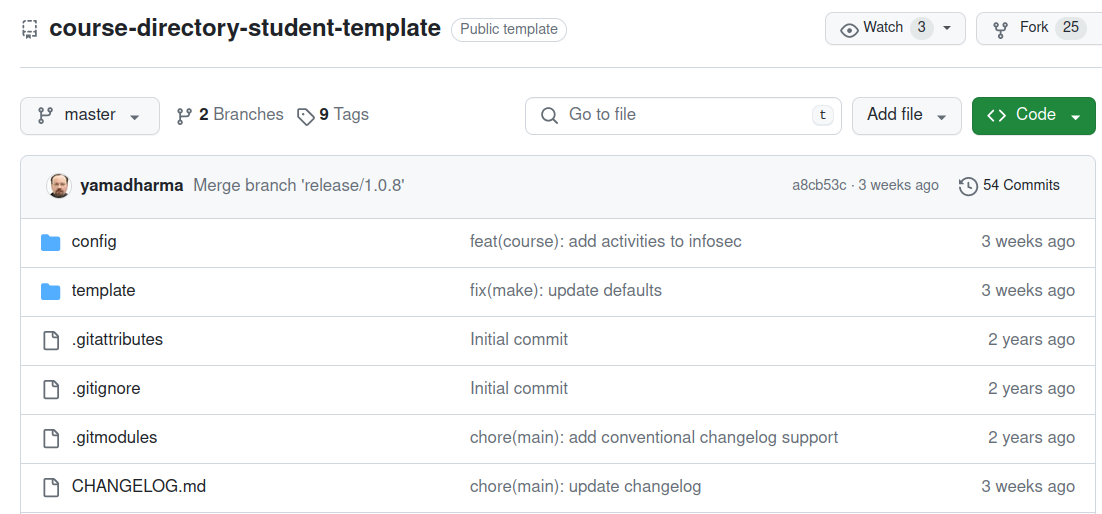 course-directory-student-template Public template Watch 3 Fork 25
master 2 Branches 9 Tags Go to file t Add file Code
yamadharma Merge branch 'release/1.0.8' a8cb53c · 3 weeks ago 54 Commits
config feat(course): add activities to infosec 3 weeks ago
template fix(make): update defaults 3 weeks ago
.gitattributes Initial commit 2 years ago
.gitignore Initial commit 2 years ago
.gitmodules chore(main): add conventional changelog support 2 years ago
CHANGELOG.md chore(main): update changelog 3 weeks ago